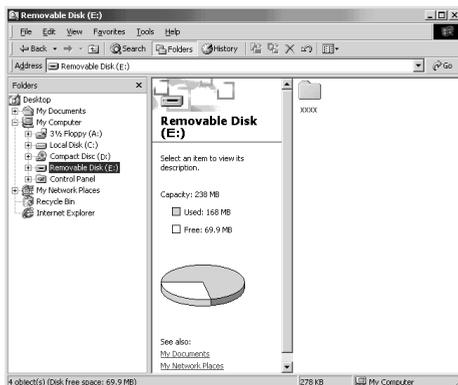 Removable Disk (E:)
File Edit View Favorites Tools Help
Back Search Folders History
Address Removable Disk (E:) Go
Folders
Desktop
My Documents
My Computer
3½ Floppy (A:)
Local Disk (C:)
Compact Disc (D:)
Removable Disk (E:)
Control Panel
My Network Places
Recycle Bin
Internet Explorer
Removable Disk
(E:)
Select an item to view its
description.
Capacity: 238 MB
Used: 168 MB
Free: 69.9 MB
See also:
My Documents
My Network Places
xxxx
4 object(s) (Disk free space: 69.9 MB) 278 KB My Computer